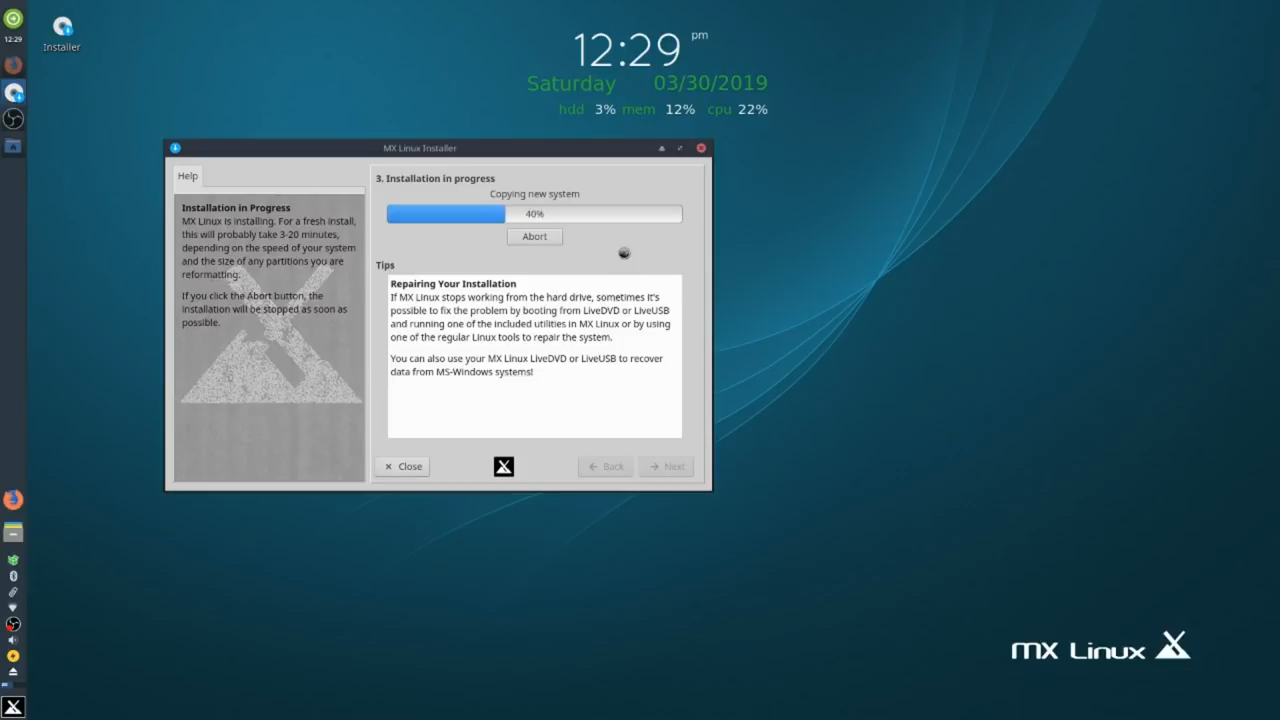 12:29
Installer
12:29 pm
Saturday 03/30/2019
hdd 3% mem 12% cpu 22%
MX Linux Installer
Help
Installation in Progress
MX Linux is installing. For a fresh install,
this will probably take 3-20 minutes,
depending on the speed of your system
and the size of any partitions you are
reformatting.
If you click the Abort button, the
installation will be stopped as soon as
possible.
3. Installation in progress
Copying new system
40%
Abort
Tips
Repairing Your Installation
If MX Linux stops working from the hard drive, sometimes it's
possible to fix the problem by booting from LiveDVD or LiveUSB
and running one of the included utilities in MX Linux or by using
one of the regular Linux tools to repair the system.
You can also use your MX Linux LiveDVD or LiveUSB to recover
data from MS-Windows systems!
Close
Back
Next
MX Linux